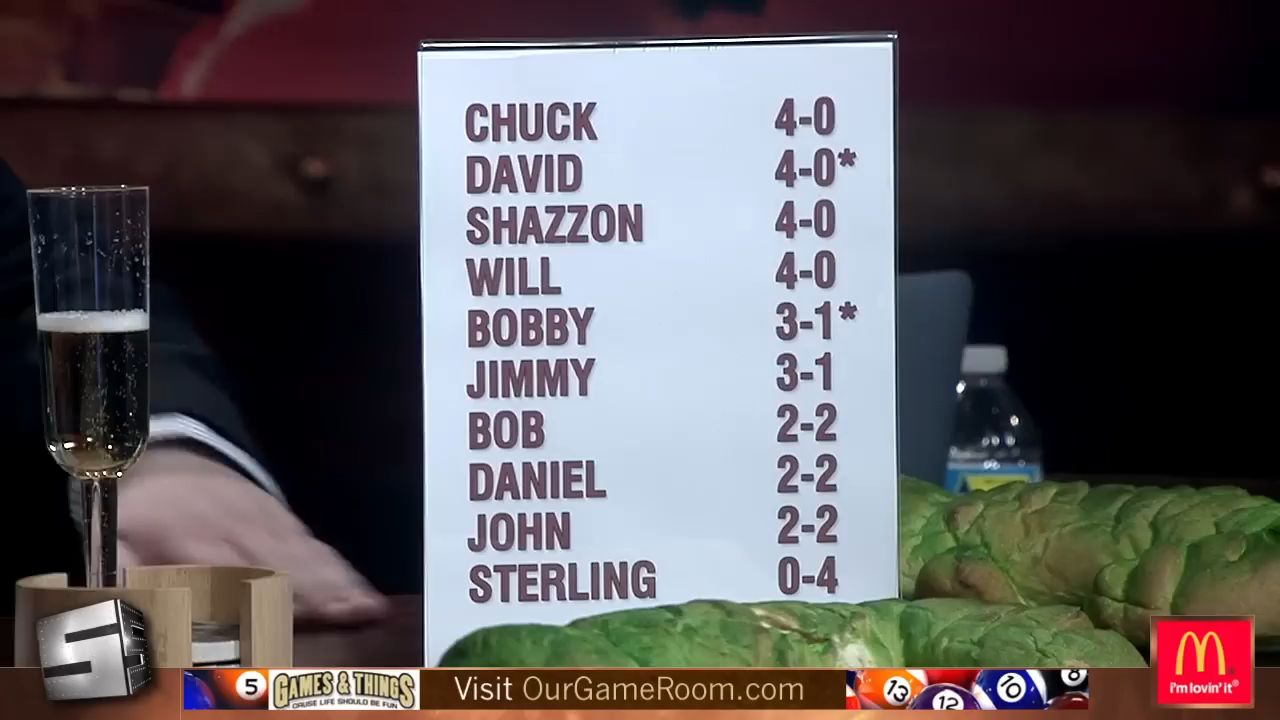 CHUCK 4-0
DAVID 4-0*
SHAZZON 4-0
WILL 4-0
BOBBY 3-1*
JIMMY 3-1
BOB 2-2
DANIEL 2-2
JOHN 2-2
STERLING 0-4
S
5 GAMES & THINGS
CAUSE LIFE SHOULD BE FUN
Visit OurGameRoom.com
13 12 10 8
M
i'm lovin' it®